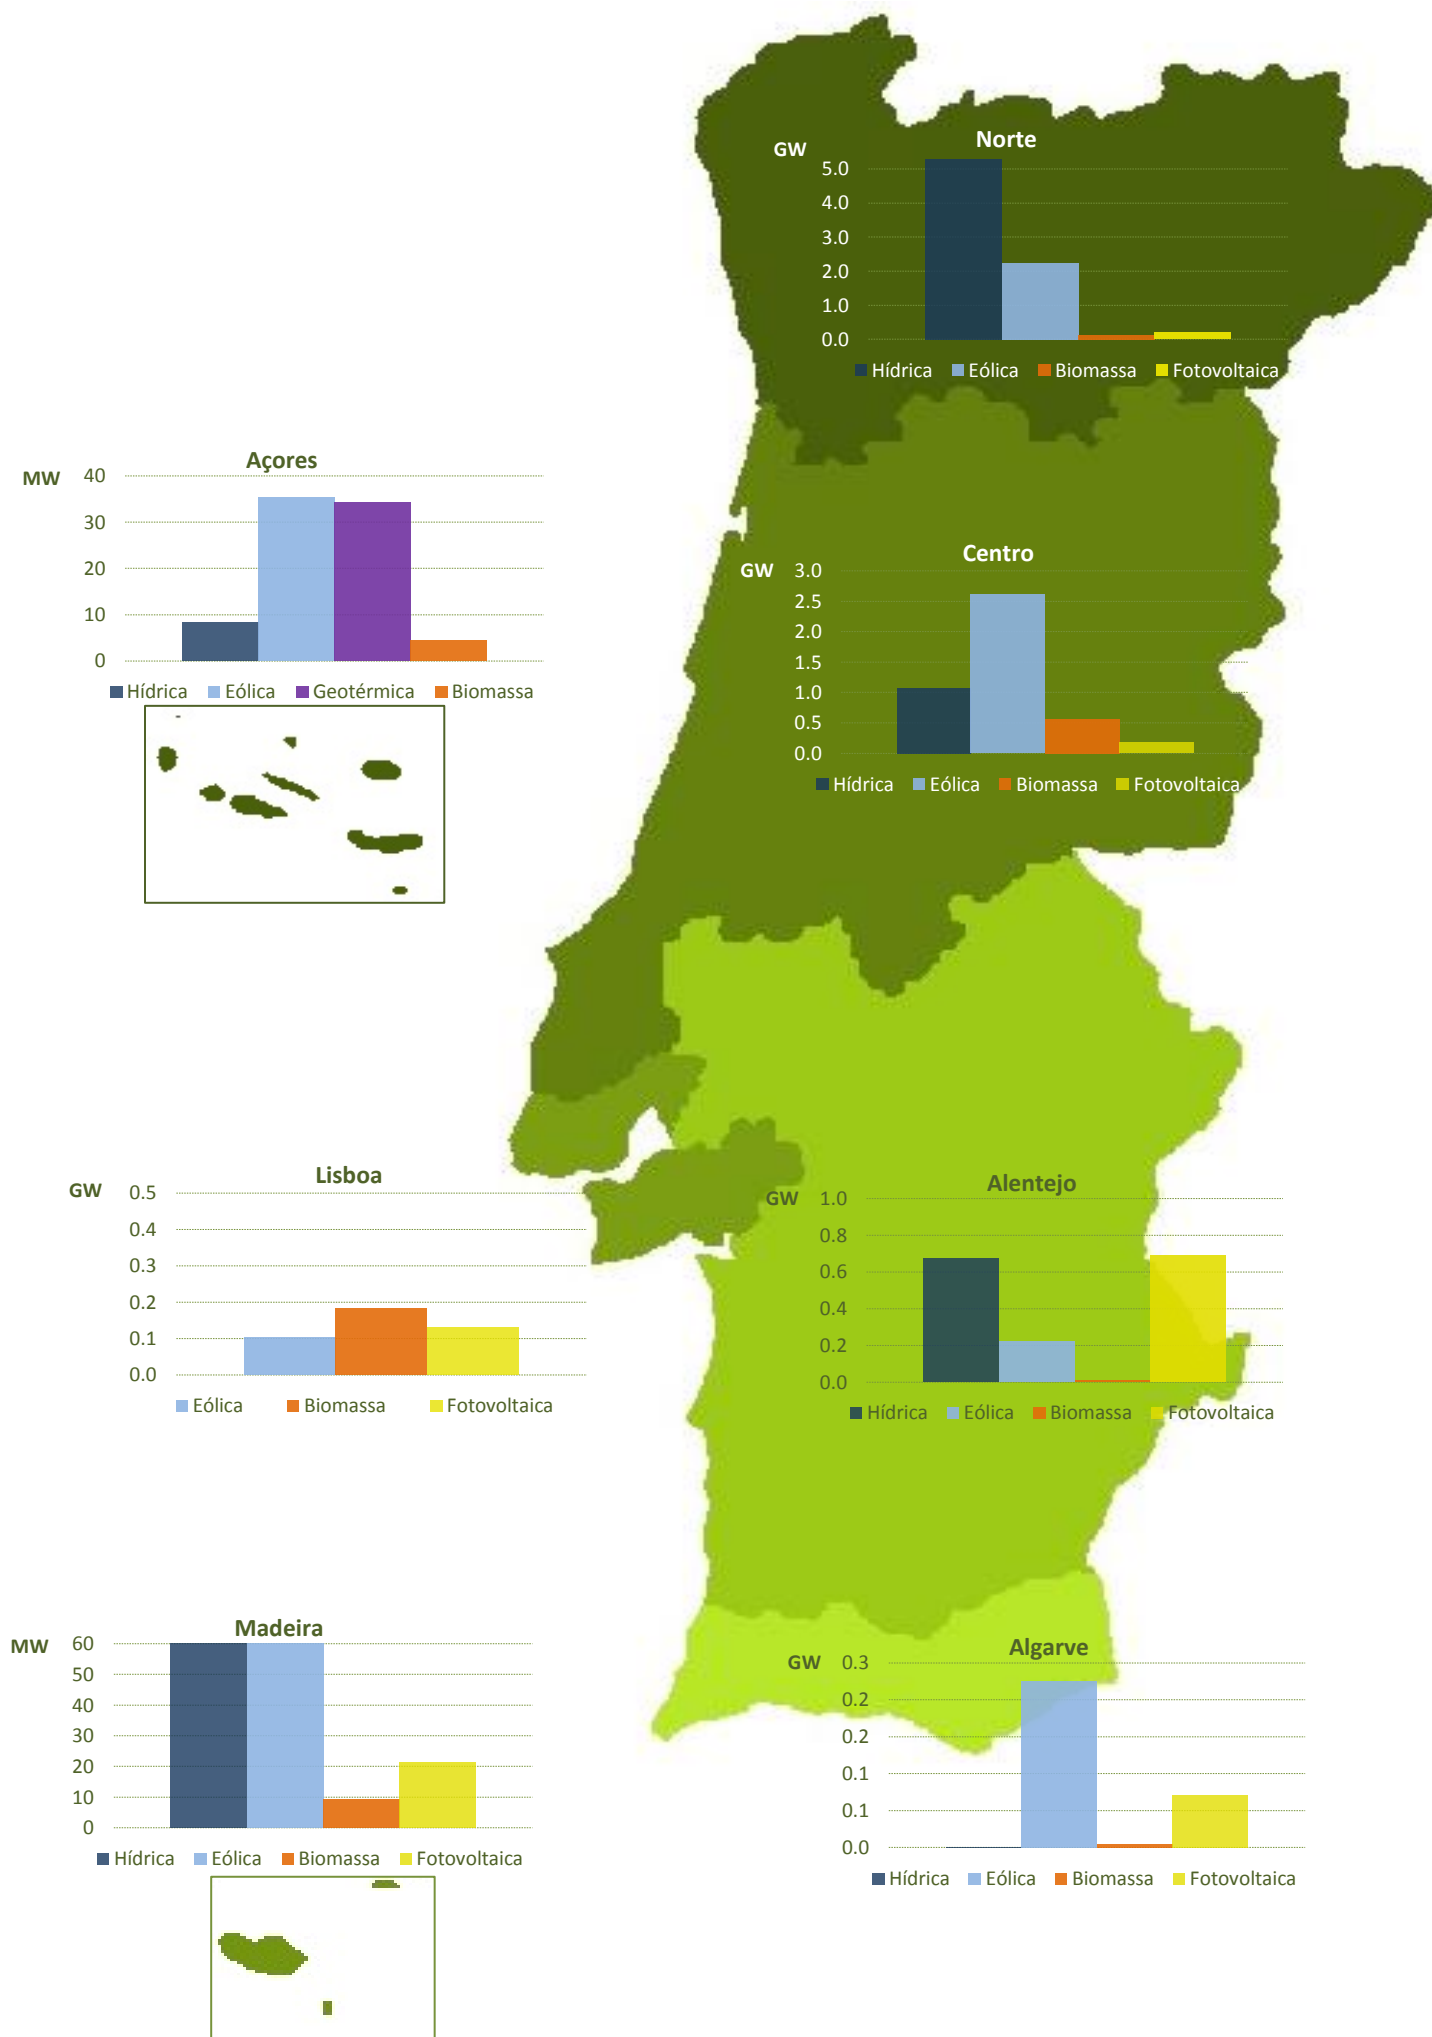 Norte
GW
5.0
4.0
3.0
2.0
1.0
0.0
Hídrica Eólica Biomassa Fotovoltaica
Açores
MW
40
30
20
10
0
Hídrica Eólica Geotérmica Biomassa
Centro
GW
3.0
2.5
2.0
1.5
1.0
0.5
0.0
Hídrica Eólica Biomassa Fotovoltaica
Lisboa
GW
0.5
0.4
0.3
0.2
0.1
0.0
Eólica Biomassa Fotovoltaica
Alentejo
GW
1.0
0.8
0.6
0.4
0.2
0.0
Hídrica Eólica Biomassa Fotovoltaica
Madeira
MW
60
50
40
30
20
10
0
Hídrica Eólica Biomassa Fotovoltaica
Algarve
GW
0.3
0.2
0.2
0.1
0.1
0.0
Hídrica Eólica Biomassa Fotovoltaica